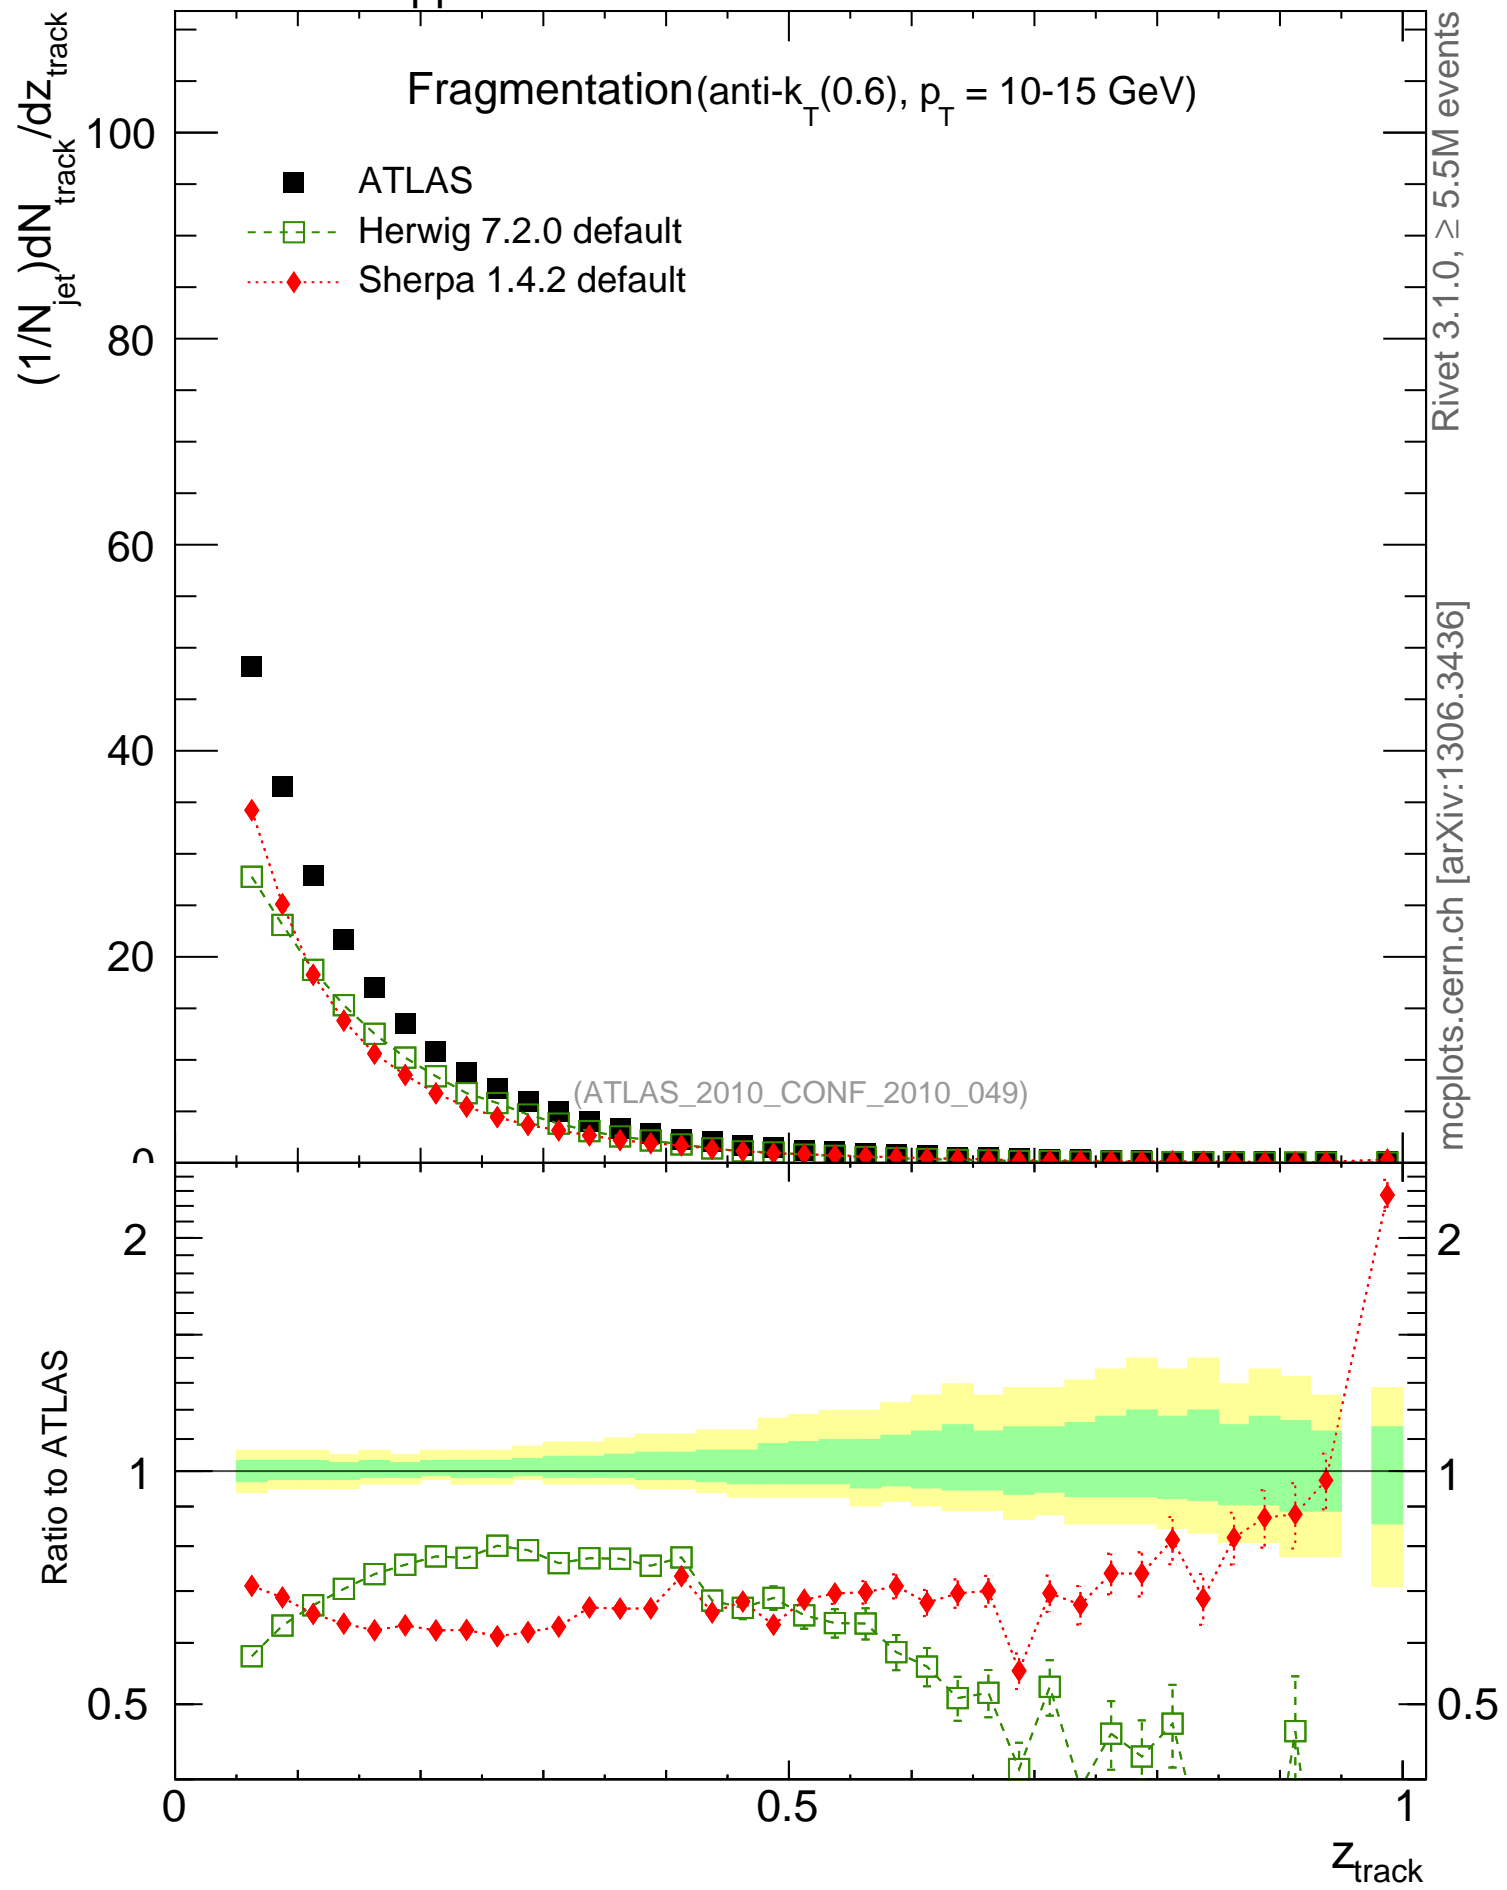 Fragmentation (anti-k_T(0.6), p_T = 10-15 GeV)
ATLAS
Herwig 7.2.0 default
Sherpa 1.4.2 default
(1/N_jet)dN_track/dz_track
100
80
60
40
20
0
(ATLAS_2010_CONF_2010_049)
Rivet 3.1.0, ≥ 5.5M events
mcplots.cern.ch [arXiv:1306.3436]
Ratio to ATLAS
2
1
0.5
2
1
0.5
0
0.5
1
z_track